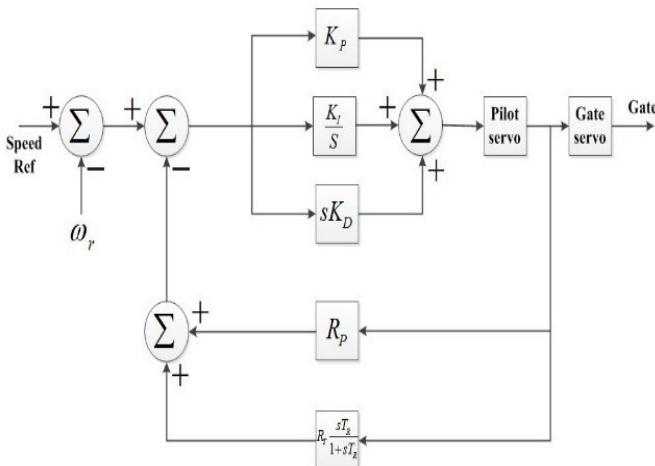 K_P
+ + +
Σ + Σ K_I/S + Σ Pilot servo Gate servo Gate
Speed Ref
− −
ω_r
sK_D +
+
Σ R_P
+
R_T sT_R/1+sT_R